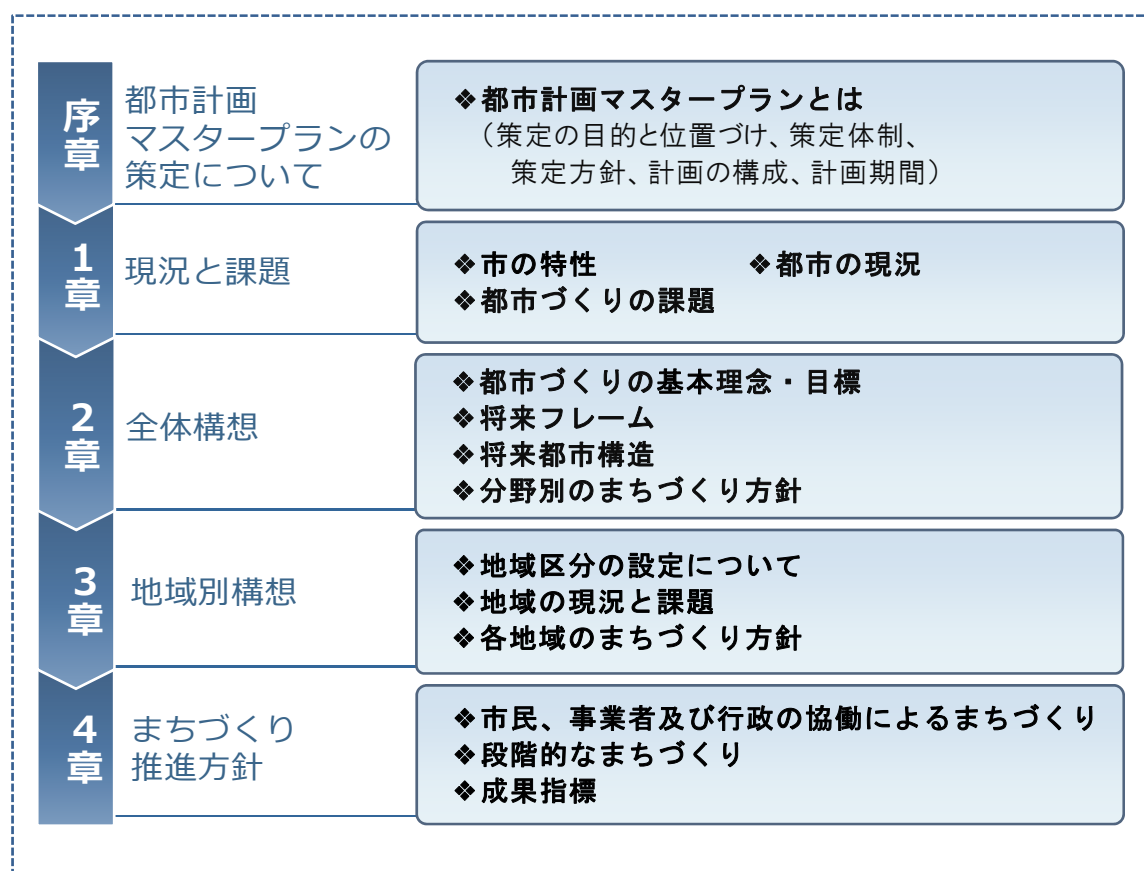 序章
都市計画
マスタープランの
策定について
❖都市計画マスタープランとは
（策定の目的と位置づけ、策定体制、
策定方針、計画の構成、計画期間）
1章
現況と課題
❖市の特性 ❖都市の現況
❖都市づくりの課題
2章
全体構想
❖都市づくりの基本理念・目標
❖将来フレーム
❖将来都市構造
❖分野別のまちづくり方針
3章
地域別構想
❖地域区分の設定について
❖地域の現況と課題
❖各地域のまちづくり方針
4章
まちづくり
推進方針
❖市民、事業者及び行政の協働によるまちづくり
❖段階的なまちづくり
❖成果指標